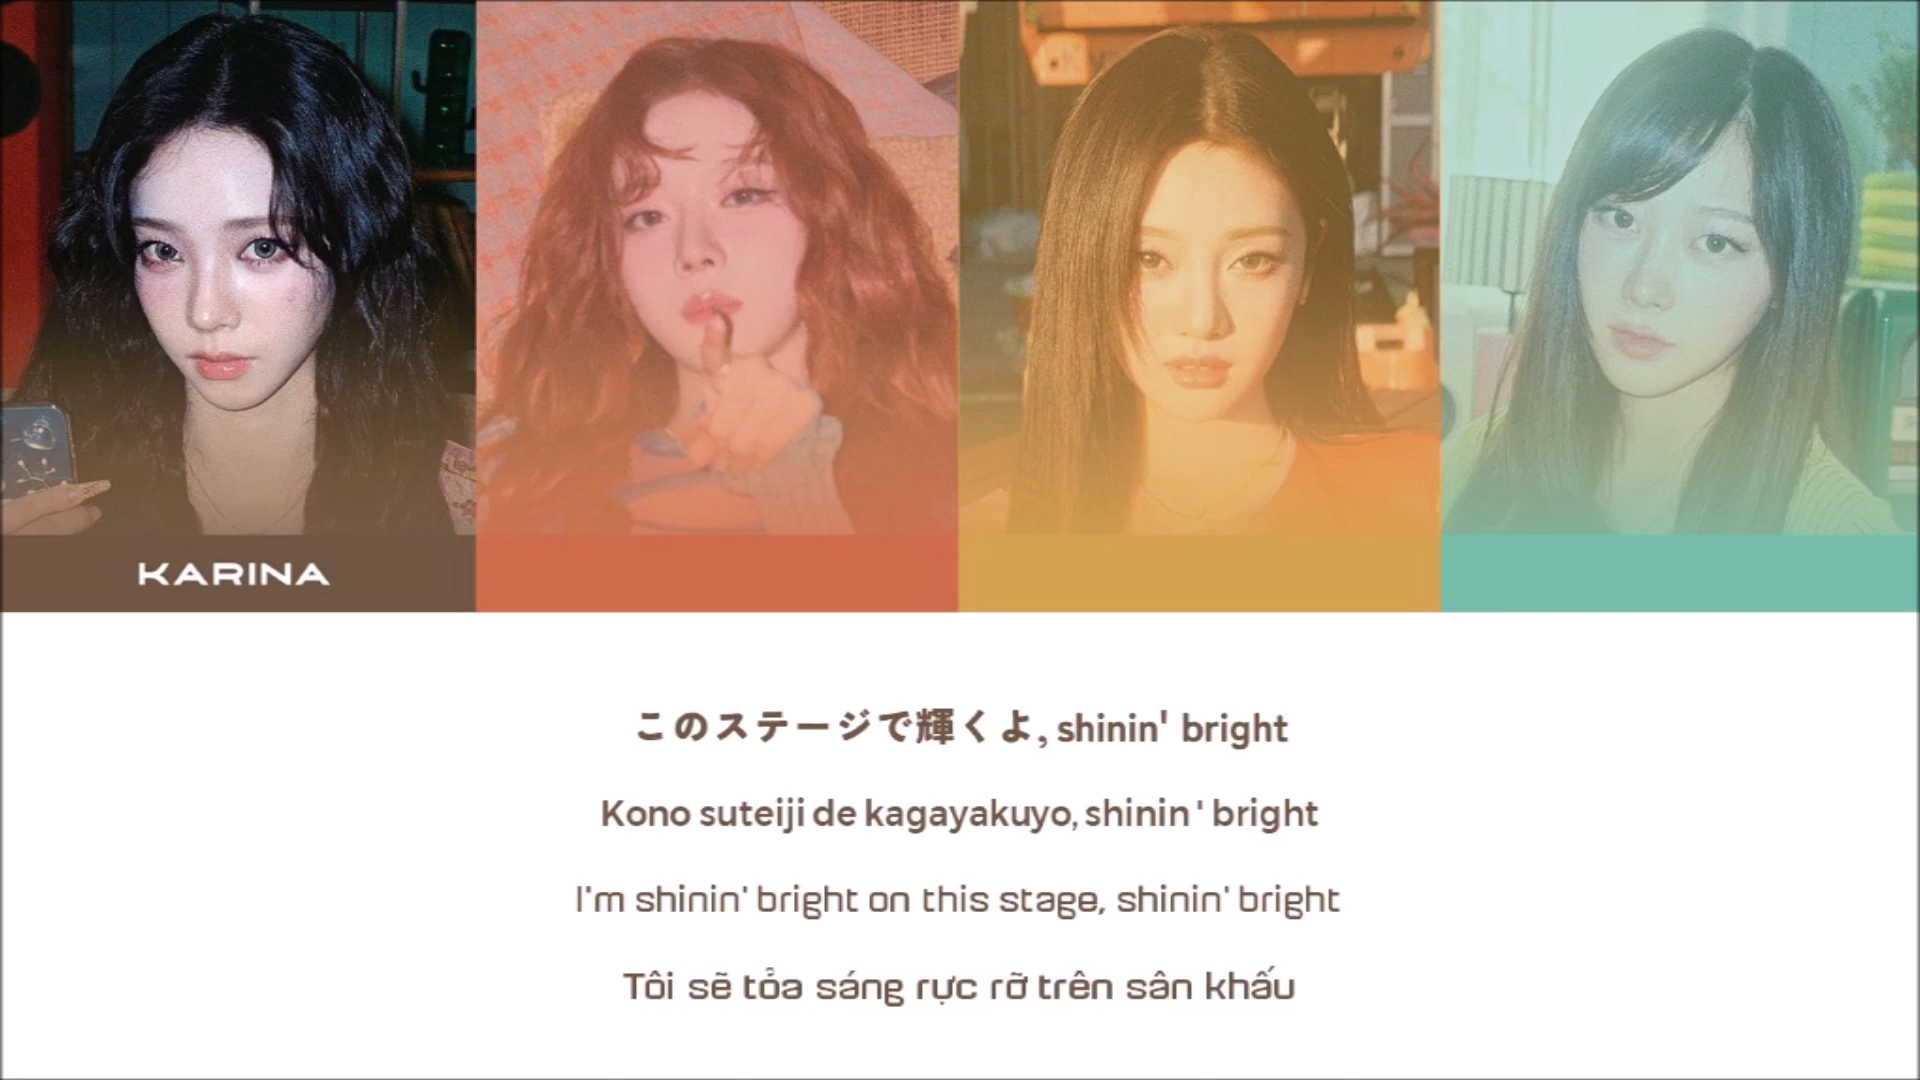 KARINA
このステージで輝くよ, shinin' bright
Kono suteiji de kagayakuyo, shinin ' bright
I'm shinin' bright on this stage, shinin' bright
Tôi sẽ tỏa sáng rực rỡ trên sân khấu